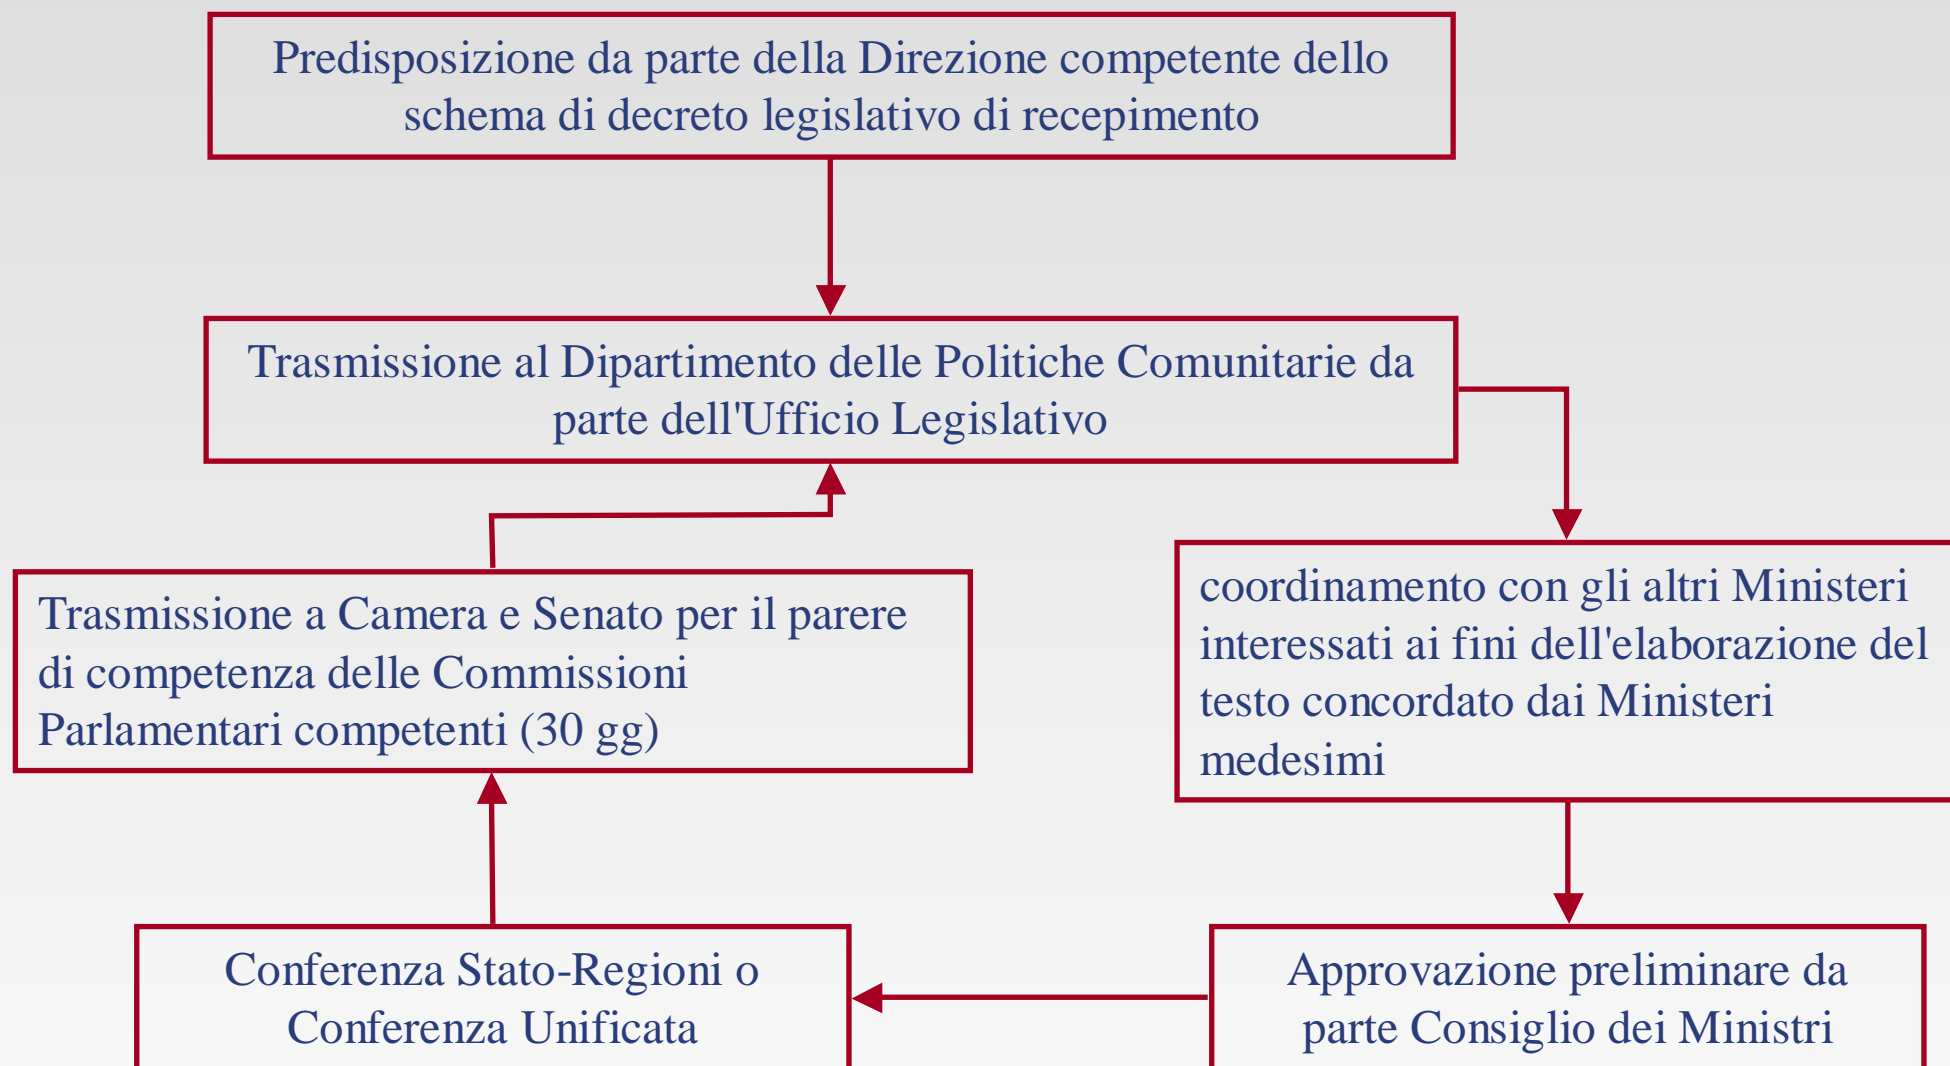 Predisposizione da parte della Direzione competente dello
schema di decreto legislativo di recepimento
Trasmissione al Dipartimento delle Politiche Comunitarie da
parte dell'Ufficio Legislativo
coordinamento con gli altri Ministeri
interessati ai fini dell'elaborazione del
testo concordato dai Ministeri
medesimi
Trasmissione a Camera e Senato per il parere
di competenza delle Commissioni
Parlamentari competenti (30 gg)
Conferenza Stato-Regioni o
Conferenza Unificata
Approvazione preliminare da
parte Consiglio dei Ministri